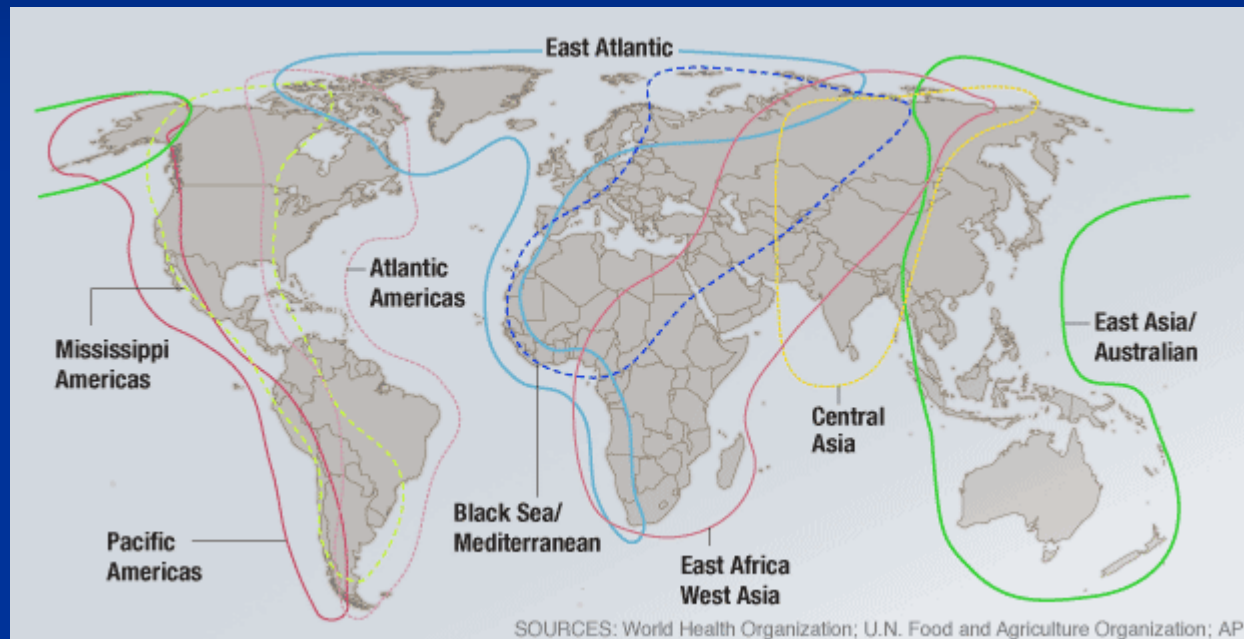 East Atlantic
Atlantic
Americas
Mississippi
Americas
East Asia/
Australian
Central
Asia
Black Sea/
Mediterranean
Pacific
Americas
East Africa
West Asia
SOURCES: World Health Organization; U.N. Food and Agriculture Organization; AP